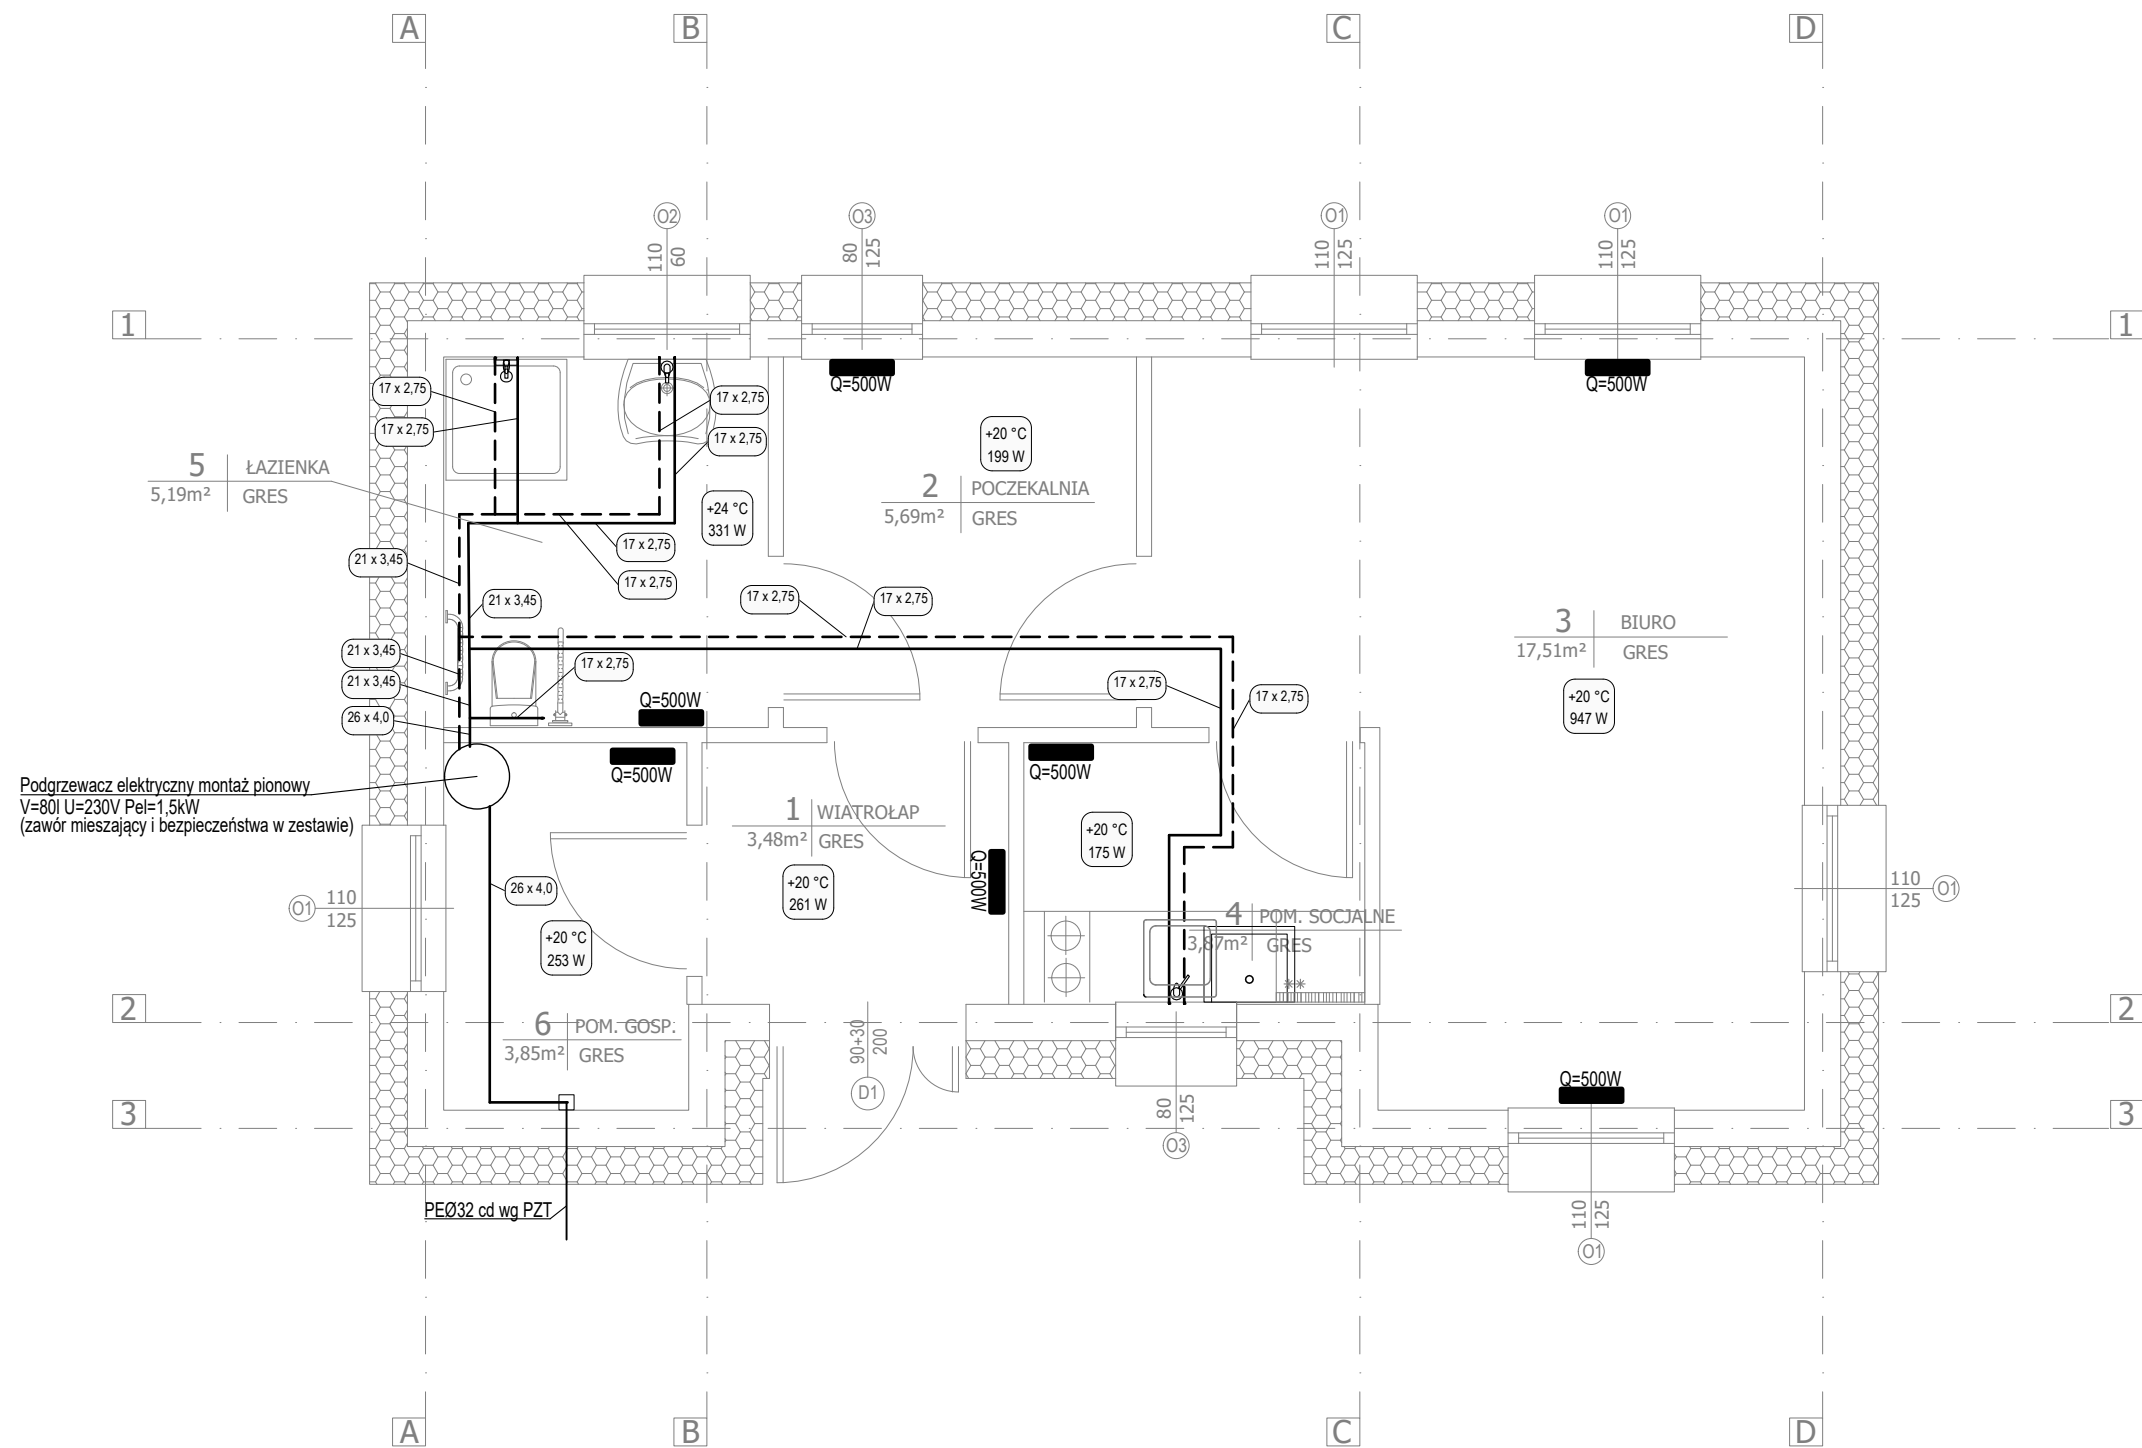 A
B
C
D
O2
110
60
O3
80
125
O1
110
125
O1
110
125
1
1
Q=500W
Q=500W
17 x 2,75
17 x 2,75
17 x 2,75
17 x 2,75
+20 °C
199 W
5 ŁAZIENKA
5,19m² GRES
2 POCZEKALNIA
5,69m² GRES
+24 °C
331 W
17 x 2,75
17 x 2,75
21 x 3,45
21 x 3,45
17 x 2,75
17 x 2,75
3 BIURO
17,51m² GRES
+20 °C
947 W
21 x 3,45
21 x 3,45
26 x 4,0
17 x 2,75
Q=500W
17 x 2,75
17 x 2,75
Q=500W
Q=500W
Podgrzewacz elektryczny montaż pionowy
V=80l U=230V Pel=1,5kW
(zawór mieszający i bezpieczeństwa w zestawie)
1 WIATROŁAP
3,48m² GRES
+20 °C
261 W
Q=500W
+20 °C
175 W
O1
110
125
26 x 4,0
+20 °C
253 W
4 POM. SOCJALNE
3,87m² GRES
**
110
125
O1
2
2
6 POM. GOSP.
3,85m² GRES
90+30
200
D1
Q=500W
3
3
80
125
O3
PEØ32 cd wg PZT
110
125
O1
A
B
C
D